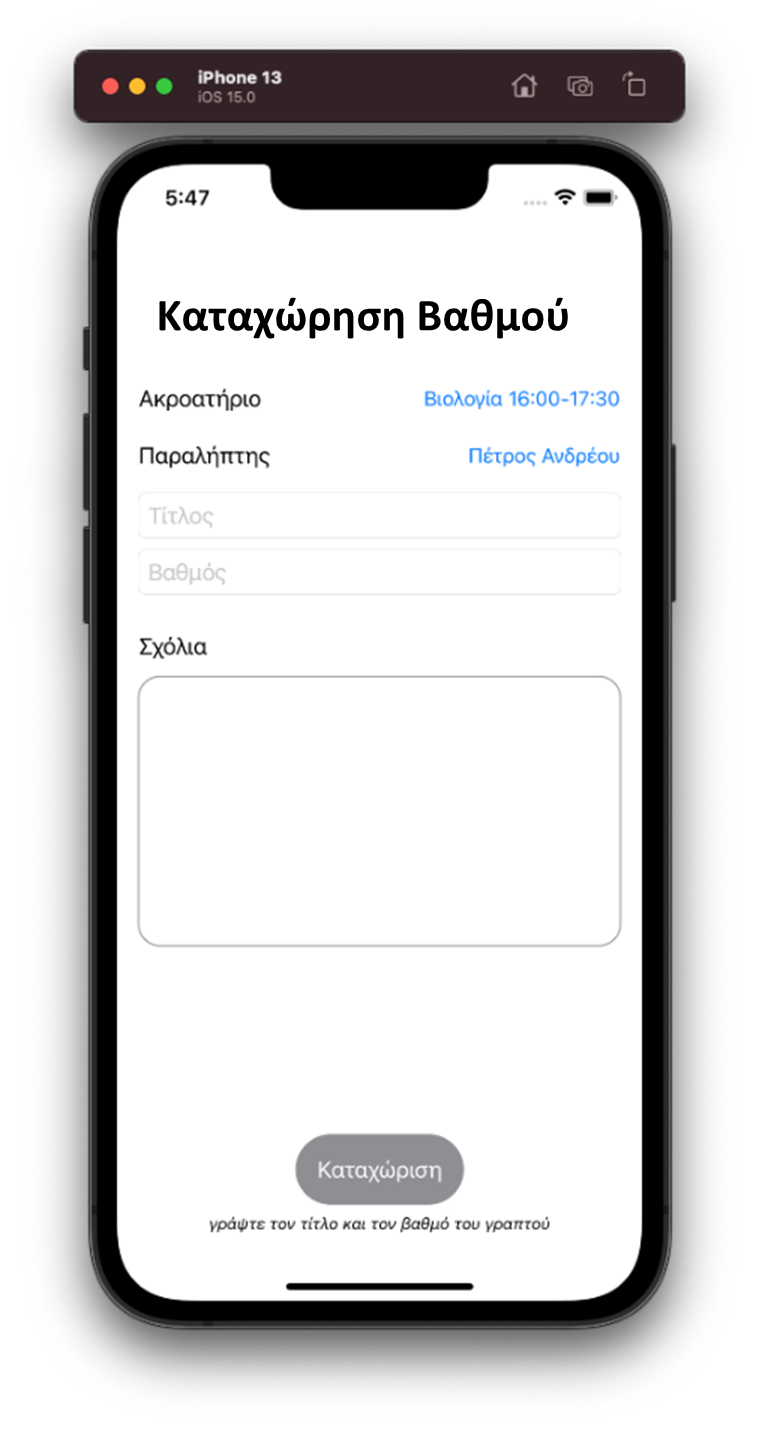 iPhone 13
iOS 15.0
5:47
Καταχώρηση Βαθμού
Ακροατήριο Βιολογία 16:00-17:30
Παραλήπτης Πέτρος Ανδρέου
Τίτλος
Βαθμός
Σχόλια
Καταχώριση
γράψτε τον τίτλο και τον βαθμό του γραπτού